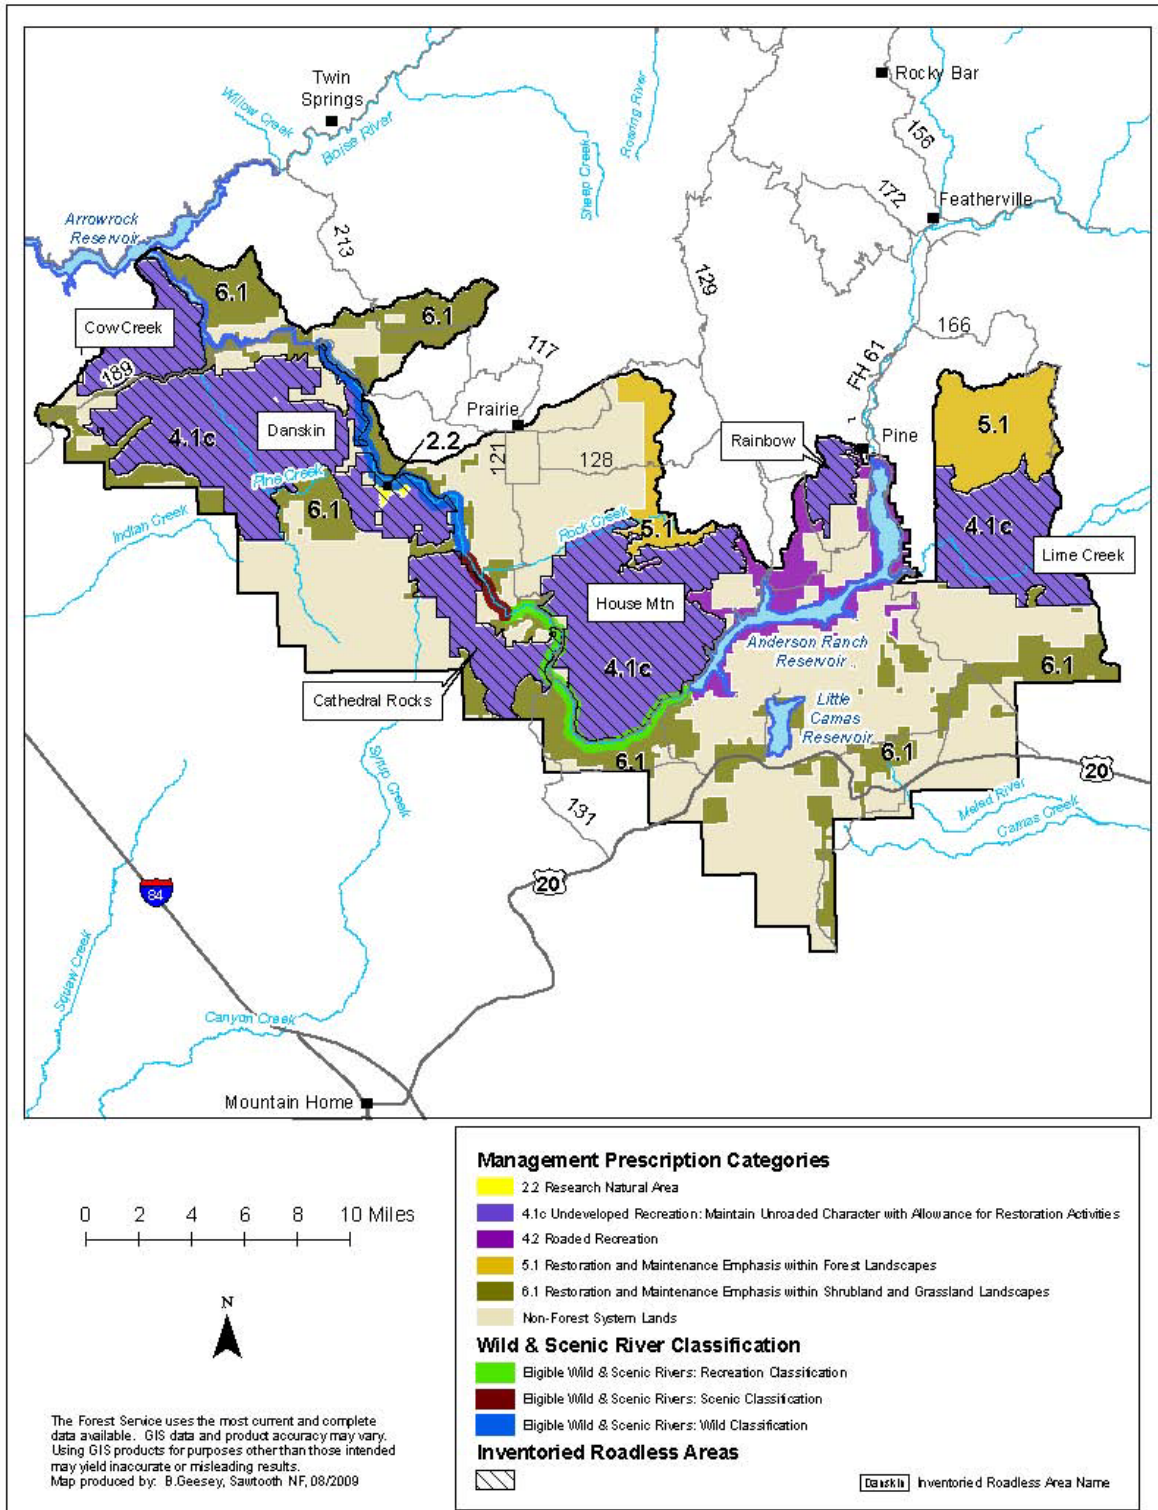 Rocky Bar
Twin
Springs
Willow Creek
Boise River
Roaring River
Sheep Creek
156
172
Featherville
Arrowrock
Reservoir
213
129
6.1
6.1
Cow Creek
166
117
FH 61
189
Prairie
5.1
Danskin
Rainbow
Pine
4.1c
2.2
121
128
Pine Creek
6.1
Indian Creek
Rock Creek
5.1
4.1c
Lime Creek
House Mtn
Anderson Ranch
Reservoir
4.1c
6.1
Cathedral Rocks
Little
Camas
Reservoir
6.1
6.1
20
Syrup Creek
131
Malad River
Camas Creek
20
84
Squaw Creek
Canyon Creek
Mountain Home
Management Prescription Categories
2.2 Research Natural Area
4.1c Undeveloped Recreation: Maintain Unroaded Character with Allowance for Restoration Activities
4.2 Roaded Recreation
5.1 Restoration and Maintenance Emphasis within Forest Landscapes
6.1 Restoration and Maintenance Emphasis within Shrubland and Grassland Landscapes
Non-Forest System Lands
Wild & Scenic River Classification
Eligible Wild & Scenic Rivers: Recreation Classification
Eligible Wild & Scenic Rivers: Scenic Classification
Eligible Wild & Scenic Rivers: Wild Classification
Inventoried Roadless Areas
Danskin Inventoried Roadless Area Name
0 2 4 6 8 10 Miles
N
The Forest Service uses the most current and complete
data available. GIS data and product accuracy may vary.
Using GIS products for purposes other than those intended
may yield inaccurate or misleading results.
Map produced by: B.Geesey, Sawtooth NF, 08/2009